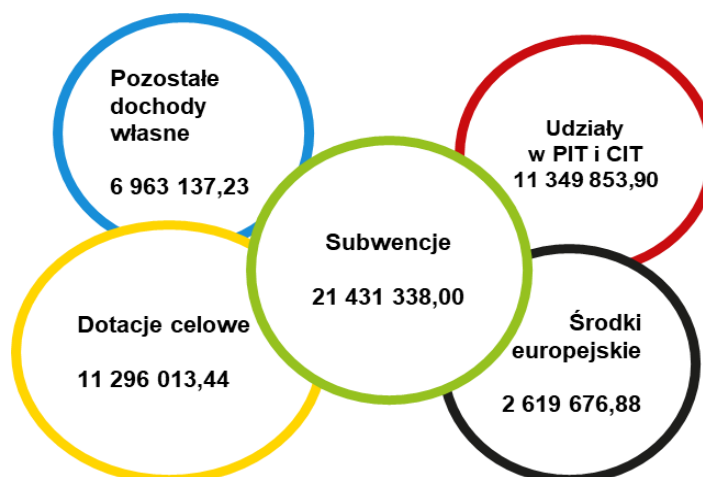 Pozostałe
dochody
własne
6 963 137,23
Udziały
w PIT i CIT
11 349 853,90
Subwencje
21 431 338,00
Dotacje celowe
11 296 013,44
Środki
europejskie
2 619 676,88